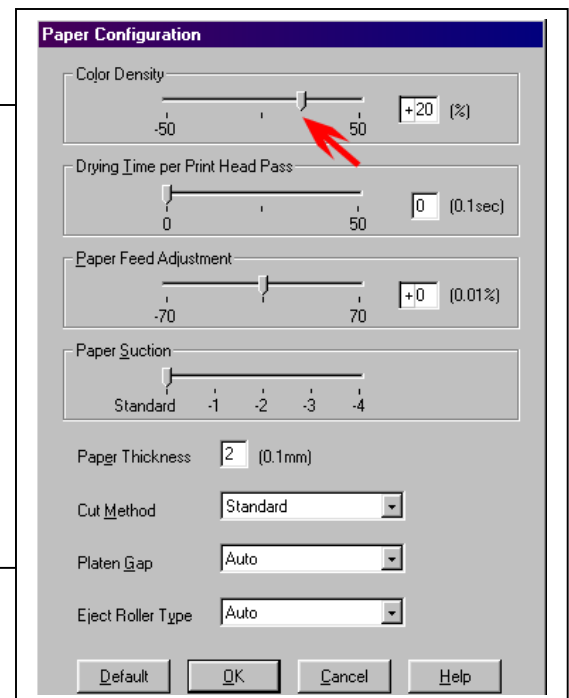 Paper Configuration
Color Density
-50 50 +20 (%)
Drying Time per Print Head Pass
0 50 0 (0.1sec)
Paper Feed Adjustment
-70 70 +0 (0.01%)
Paper Suction
Standard -1 -2 -3 -4
Paper Thickness 2 (0.1mm)
Cut Method Standard
Platen Gap Auto
Eject Roller Type Auto
Default OK Cancel Help